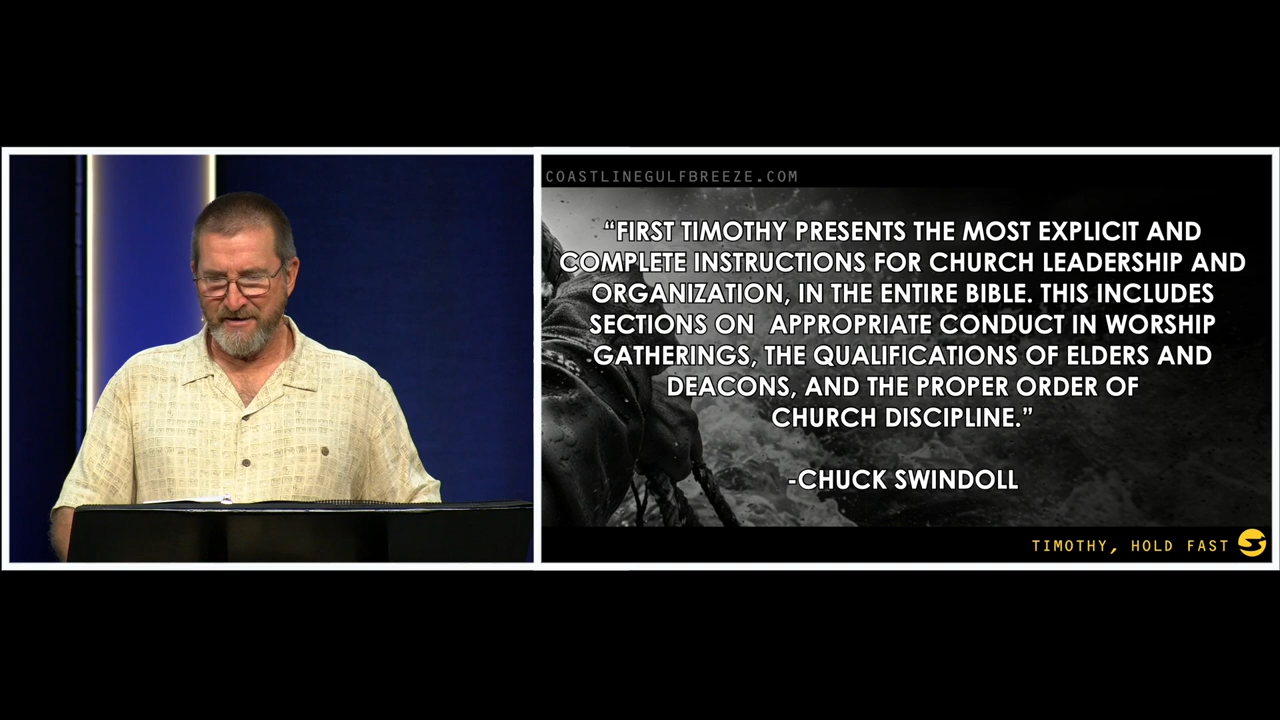 COASTLINEGULFBREEZE.COM
“FIRST TIMOTHY PRESENTS THE MOST EXPLICIT AND
COMPLETE INSTRUCTIONS FOR CHURCH LEADERSHIP AND
ORGANIZATION, IN THE ENTIRE BIBLE. THIS INCLUDES
SECTIONS ON  APPROPRIATE CONDUCT IN WORSHIP
GATHERINGS, THE QUALIFICATIONS OF ELDERS AND
DEACONS, AND THE PROPER ORDER OF
CHURCH DISCIPLINE.”
-CHUCK SWINDOLL
TIMOTHY, HOLD FAST